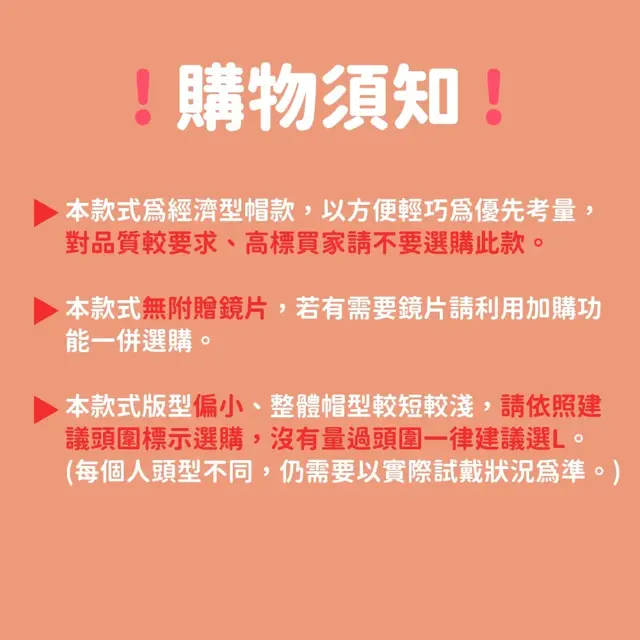 ❗購物須知❗
▶本款式為經濟型帽款，以方便輕巧為優先考量，
對品質較要求、高標買家請不要選購此款。
▶本款式無附贈鏡片，若有需要鏡片請利用加購功
能一併選購。
▶本款式版型偏小、整體帽型較短較淺，請依照建
議頭圍標示選購，沒有量過頭圍一律建議選L。
(每個人頭型不同，仍需要以實際試戴狀況為準。)